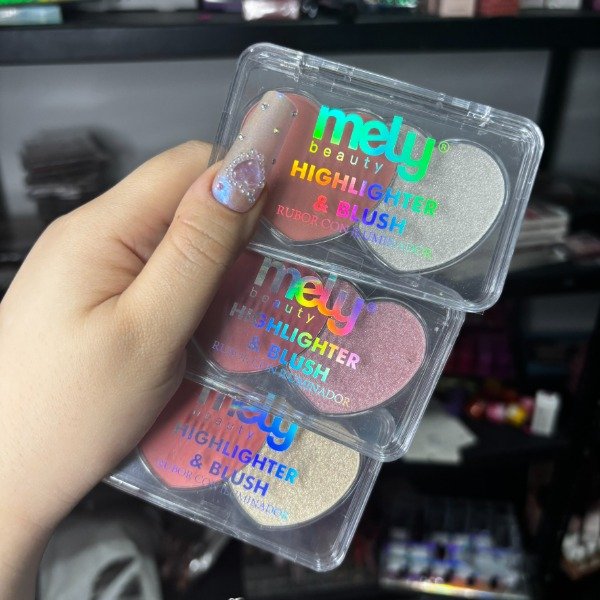 mely®
beauty
HIGHLIGHTER
& BLUSH
RUBOR CON ILUMINADOR
mely®
beauty
HIGHLIGHTER
& BLUSH
ILUMINADOR
mely
beauty
HIGHLIGHTER
& BLUSH
RUBOR CON ILUMINADOR